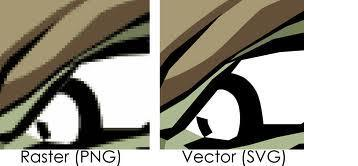 Raster (PNG) Vector (SVG)